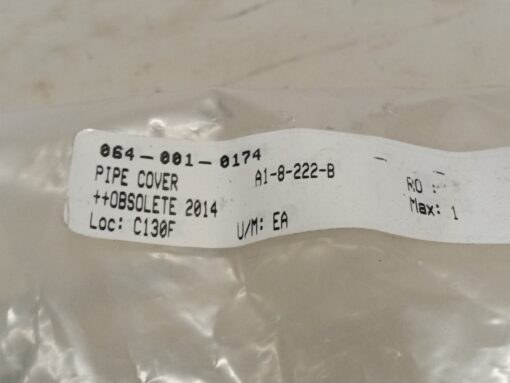 064-001-0174
PIPE COVER A1-8-222-B
RO :
++OBSOLETE 2014 Max: 1
Loc: C130F U/M: EA